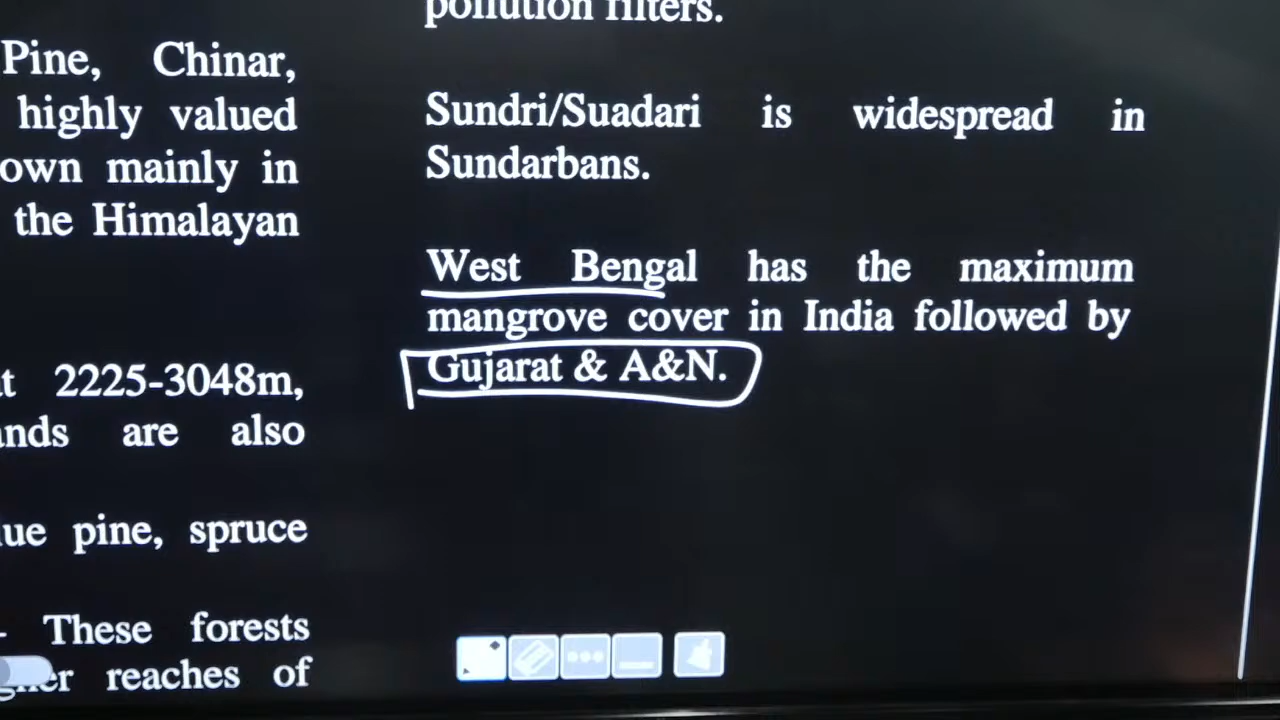 Pine, Chinar,
highly valued
own mainly in
the Himalayan
2225-3048m,
are also
pine, spruce
These forests
reaches of
pollution filters.
Sundri/Suadari is widespread in
Sundarbans.
West Bengal has the maximum
mangrove cover in India followed by
Gujarat & A&N.